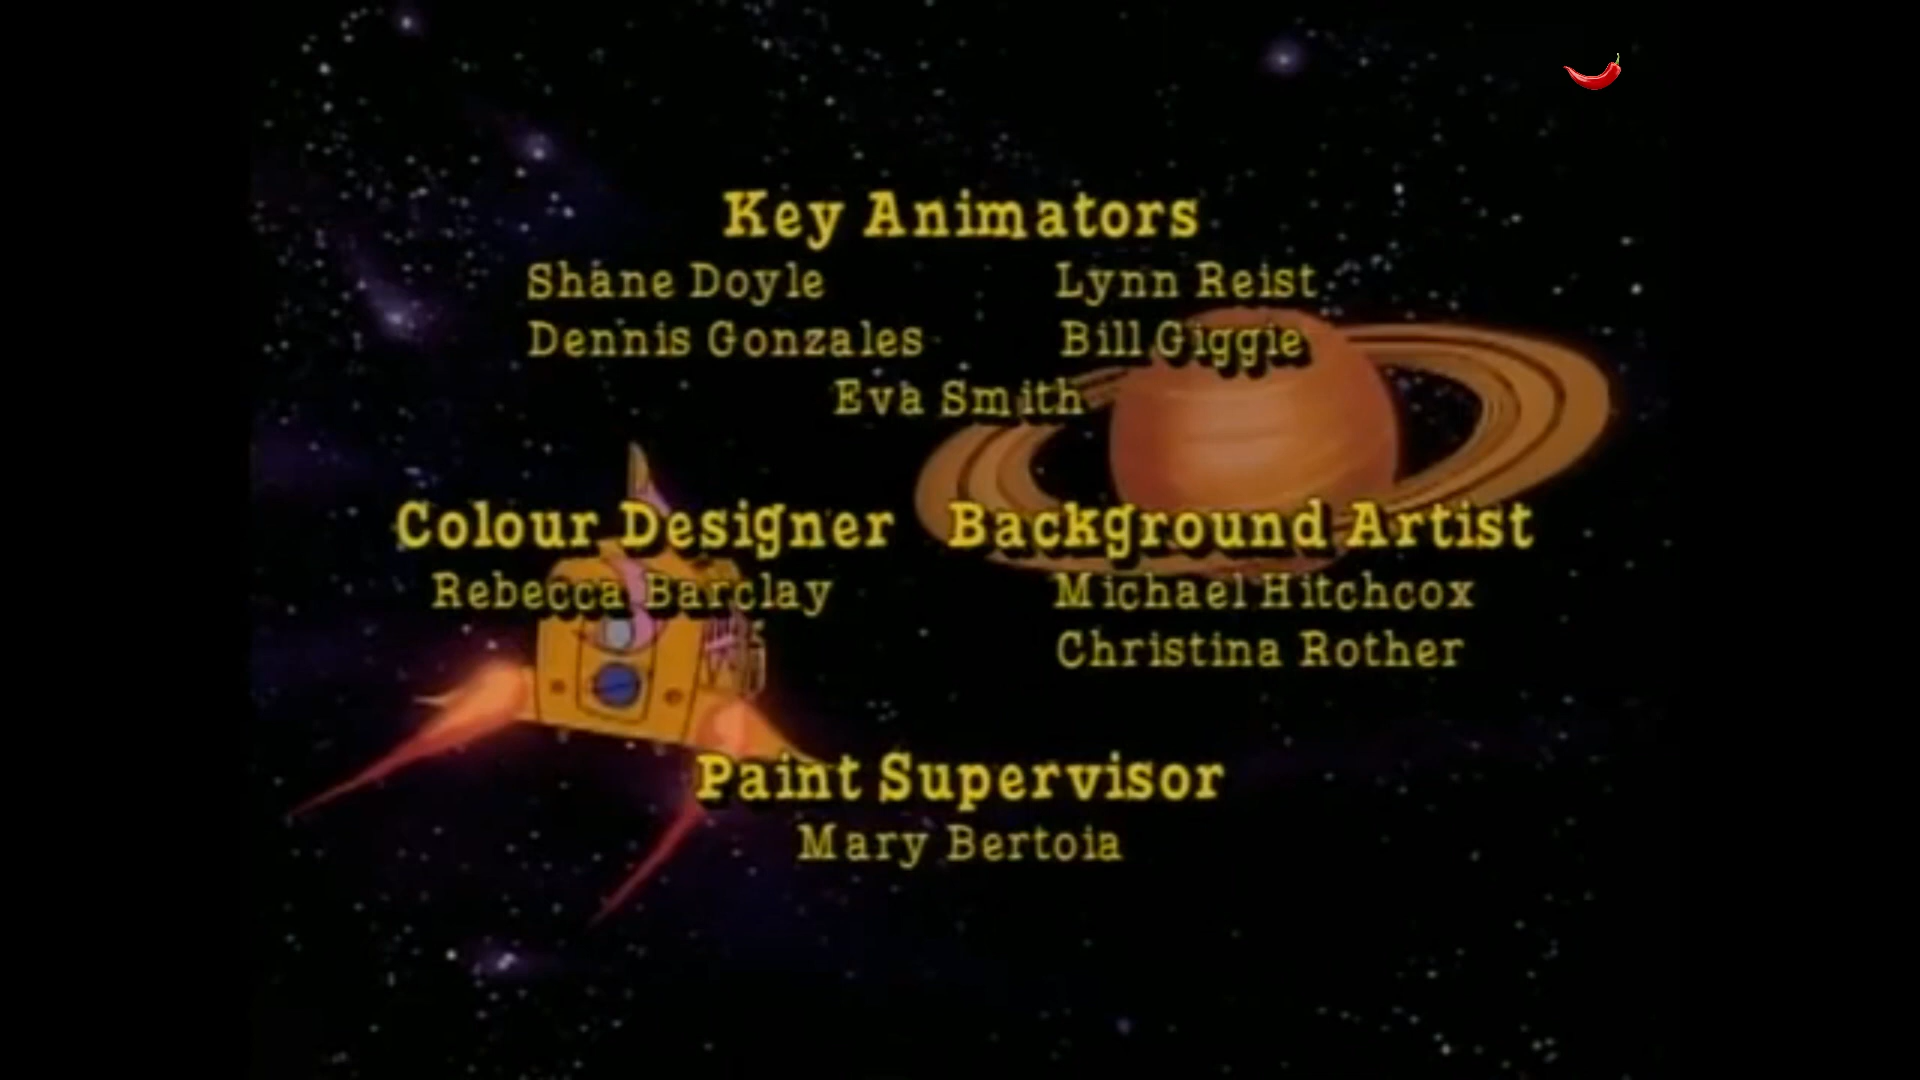 Key Animators
Shane Doyle Lynn Reist
Dennis Gonzales Bill Giggie
Eva Smith
Colour Designer Background Artist
Rebecca Barclay Michael Hitchcox
Christina Rother
Paint Supervisor
Mary Bertoia